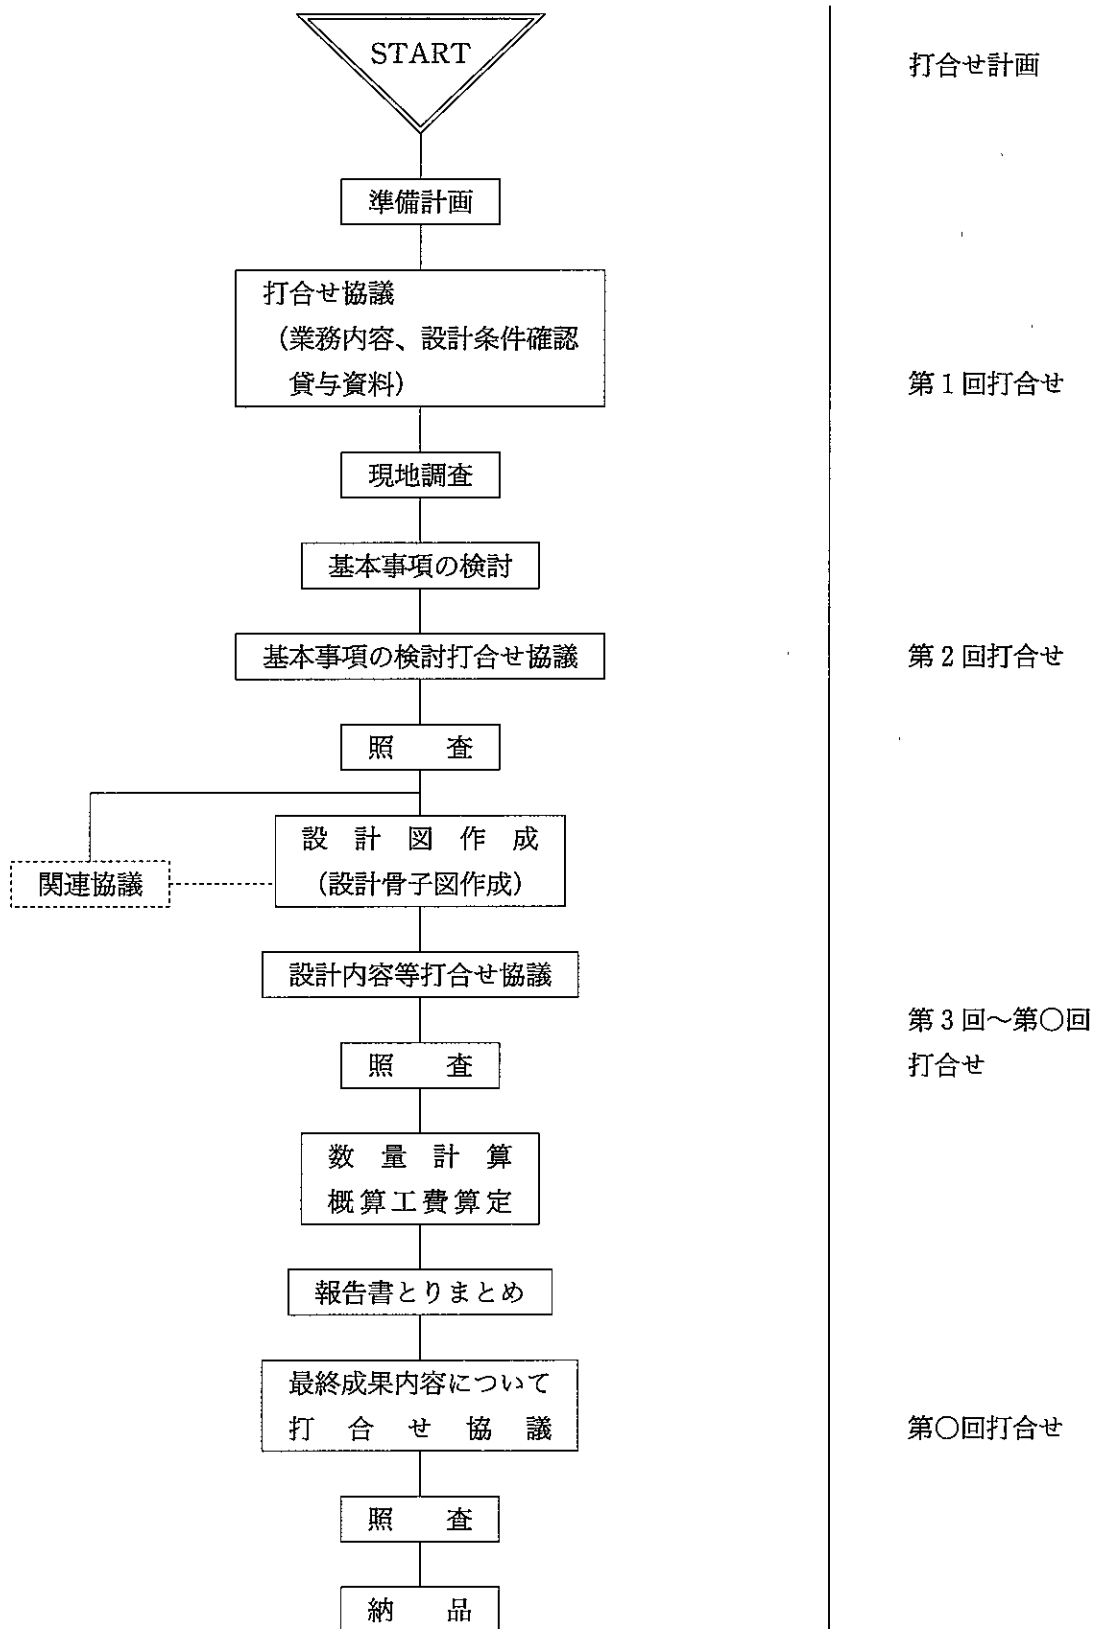 START
打合せ計画
準備計画
打合せ協議
(業務内容、設計条件確認
貸与資料)
第1回打合せ
現地調査
基本事項の検討
基本事項の検討打合せ協議
第2回打合せ
照　査
設計図作成
(設計骨子図作成)
関連協議
設計内容等打合せ協議
第3回～第〇回
打合せ
照　査
数量計算
概算工費算定
報告書とりまとめ
最終成果内容について
打合せ協議
第〇回打合せ
照　査
納　品